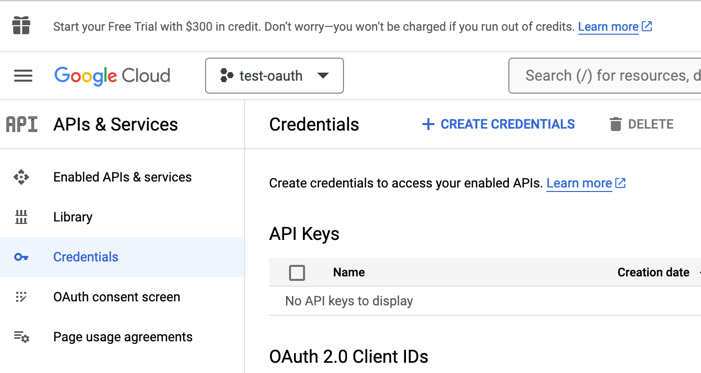 Start your Free Trial with $300 in credit. Don't worry—you won't be charged if you run out of credits. Learn more
Google Cloud
test-oauth
Search (/) for resources, d
API
APIs & Services
Credentials
+ CREATE CREDENTIALS
DELETE
Enabled APIs & services
Library
Credentials
OAuth consent screen
Page usage agreements
Create credentials to access your enabled APIs. Learn more
API Keys
Name
Creation date
No API keys to display
OAuth 2.0 Client IDs